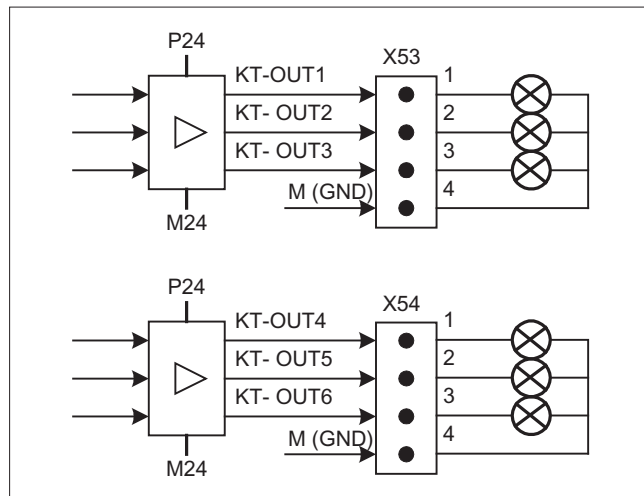 P24
X53
KT-OUT1
1
KT- OUT2
2
KT- OUT3
3
M (GND)
4
M24
P24
X54
KT-OUT4
1
KT- OUT5
2
KT- OUT6
3
M (GND)
4
M24